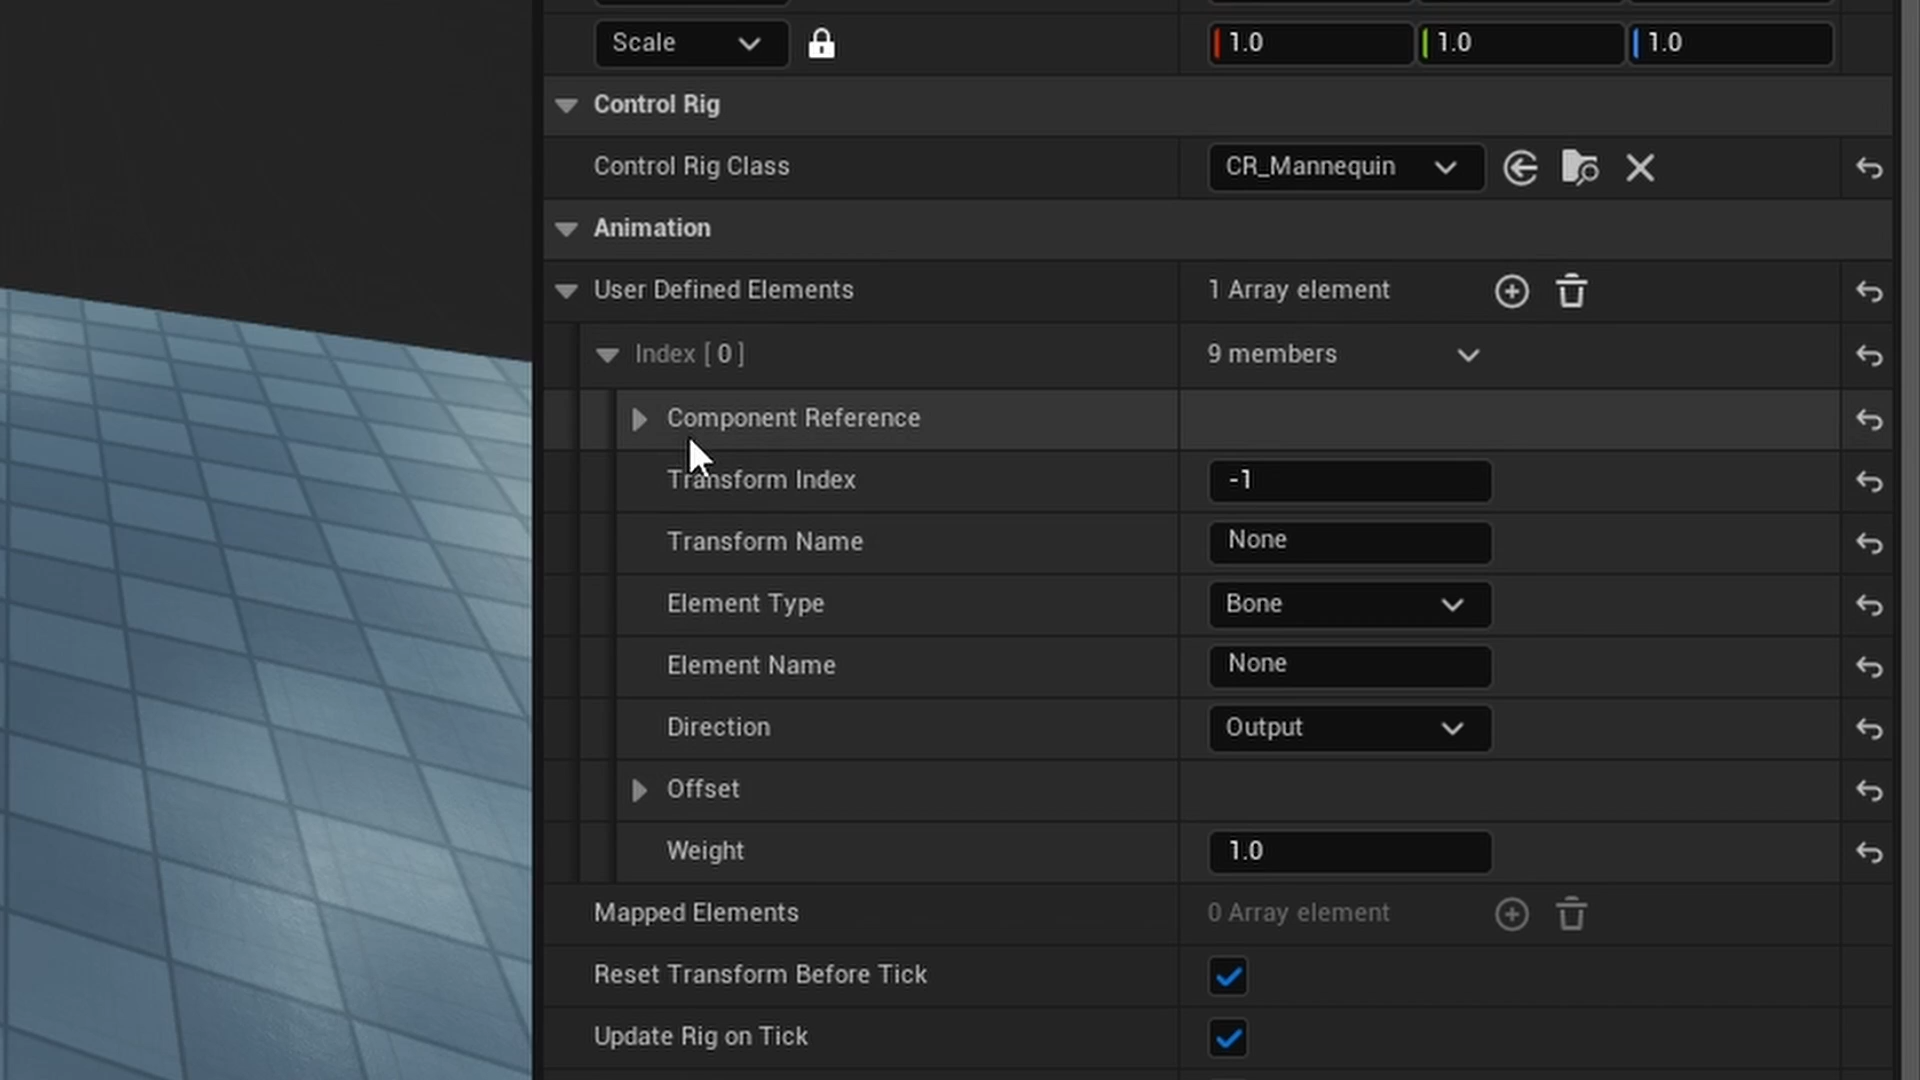 Scale 1.0 1.0 1.0
Control Rig
Control Rig Class CR_Mannequin
Animation
User Defined Elements 1 Array element
Index [ 0 ] 9 members
Component Reference
Transform Index -1
Transform Name None
Element Type Bone
Element Name None
Direction Output
Offset
Weight 1.0
Mapped Elements 0 Array element
Reset Transform Before Tick
Update Rig on Tick